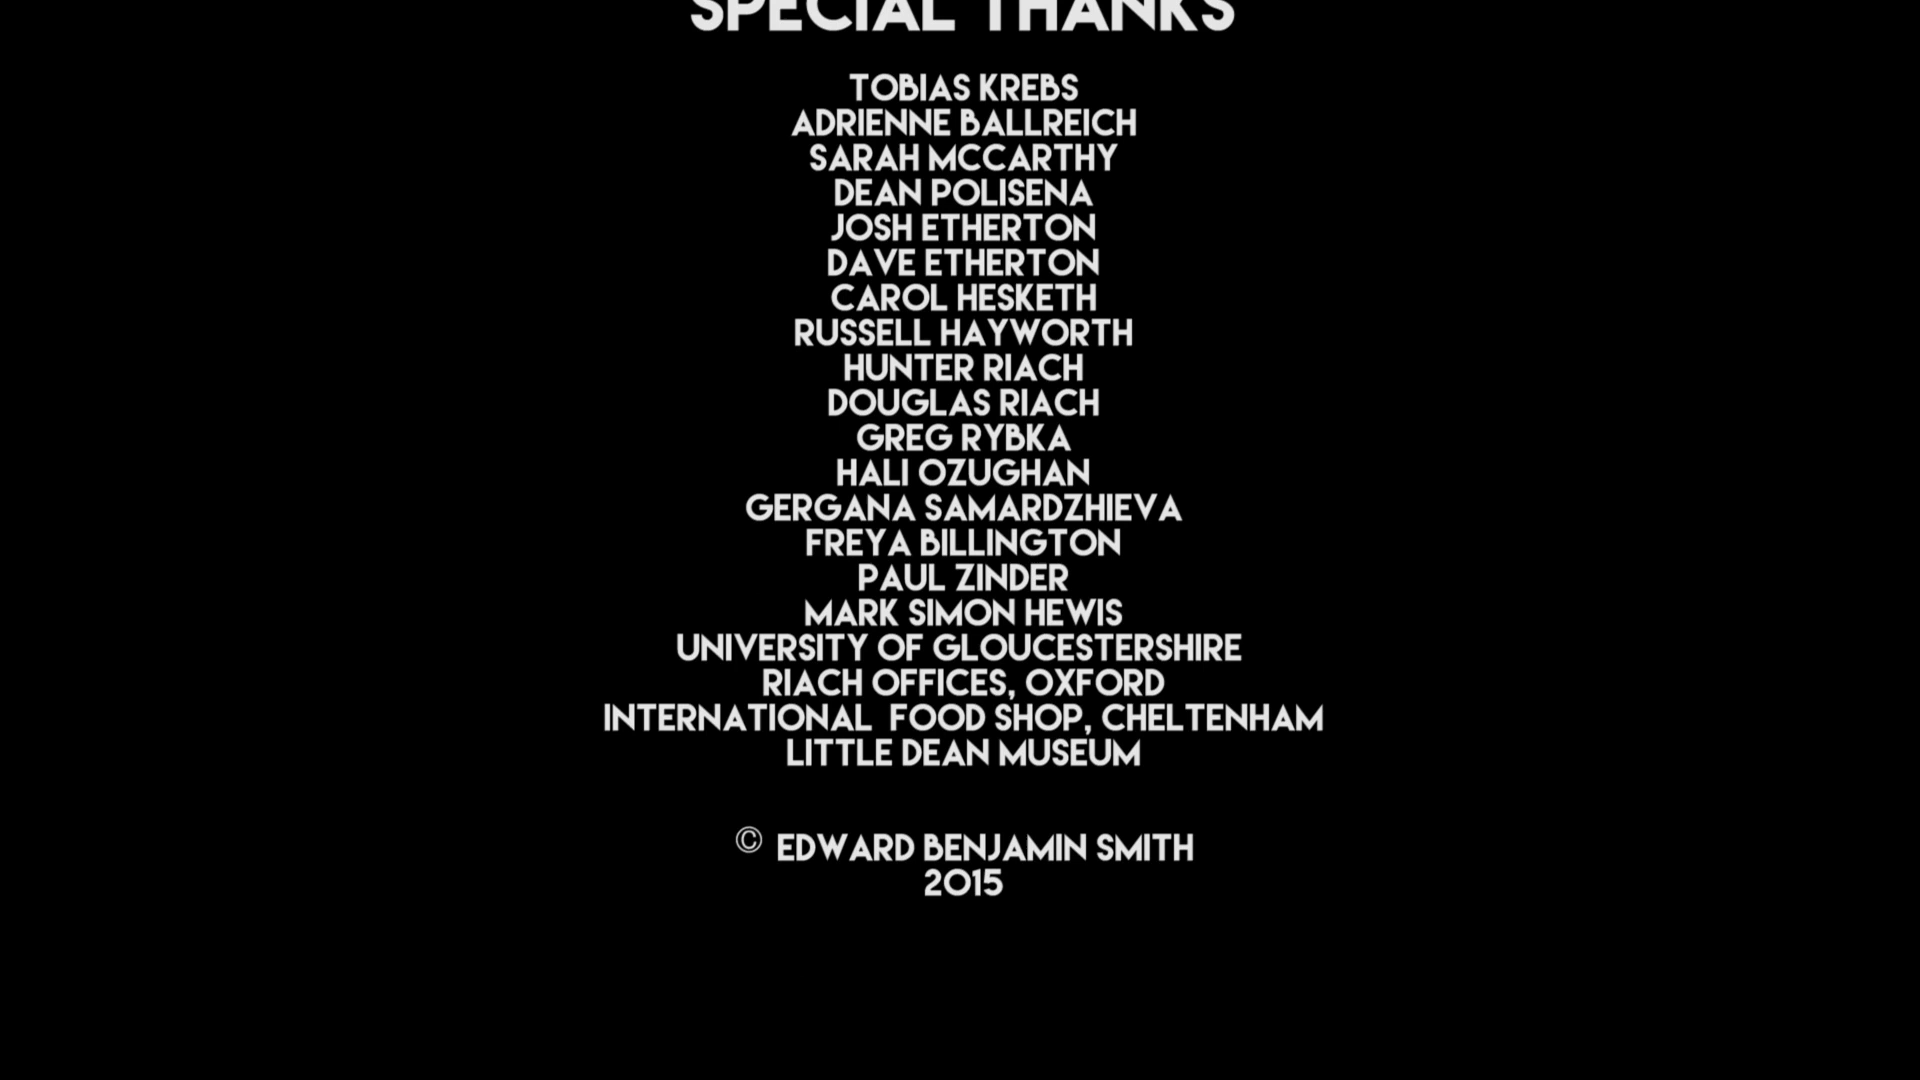 SPECIAL THANKS
TOBIAS KREBS
ADRIENNE BALLREICH
SARAH MCCARTHY
DEAN POLISENA
JOSH ETHERTON
DAVE ETHERTON
CAROL HESKETH
RUSSELL HAYWORTH
HUNTER RIACH
DOUGLAS RIACH
GREG RYBKA
HALI OZUGHAN
GERGANA SAMARDZHIEVA
FREYA BILLINGTON
PAUL ZINDER
MARK SIMON HEWIS
UNIVERSITY OF GLOUCESTERSHIRE
RIACH OFFICES, OXFORD
INTERNATIONAL FOOD SHOP, CHELTENHAM
LITTLE DEAN MUSEUM
© EDWARD BENJAMIN SMITH
2015